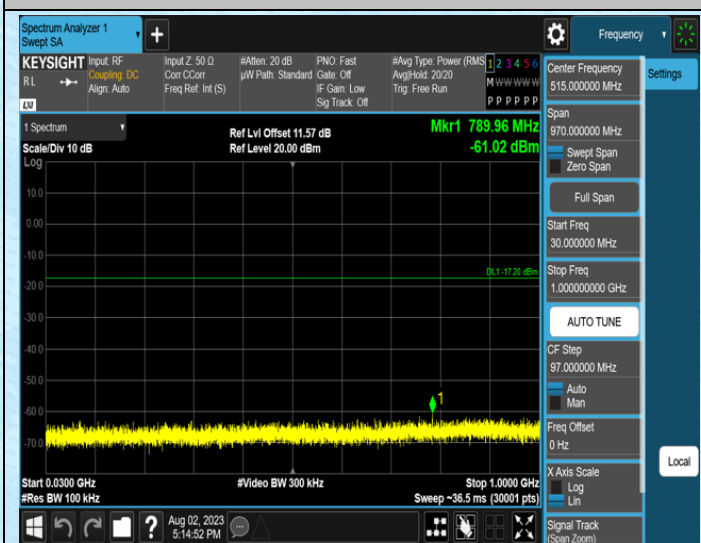 Spectrum Analyzer 1
Swept SA
Frequency
KEYSIGHT
R L
LW
Input: RF
Coupling: DC
Align: Auto
Input Z: 50 Ω
Corr CCorr
Freq Ref: Int (S)
#Atten: 20 dB
µW Path: Standard
PNO: Fast
Gate: Off
IF Gain: Low
Sig Track: Off
#Avg Type: Power (RMS
Avg|Hold: 20/20
Trig: Free Run
1 2 3 4 5 6
M W W W W W
P P P P P P
1 Spectrum
Scale/Div 10 dB
Log
Ref Lvl Offset 11.57 dB
Ref Level 20.00 dBm
Mkr1 789.96 MHz
-61.02 dBm
10.0
0.00
-10.0
-20.0
-30.0
-40.0
-50.0
-60.0
-70.0
DL1 -17.20 dBm
1
Start 0.0300 GHz
#Res BW 100 kHz
#Video BW 300 kHz
Stop 1.0000 GHz
Sweep ~36.5 ms (30001 pts)
Aug 02, 2023
5:14:52 PM
Center Frequency
515.000000 MHz
Span
970.000000 MHz
Swept Span
Zero Span
Full Span
Start Freq
30.000000 MHz
Stop Freq
1.000000000 GHz
AUTO TUNE
CF Step
97.000000 MHz
Auto
Man
Freq Offset
0 Hz
X Axis Scale
Log
Lin
Signal Track
(Span Zoom)
Settings
Local